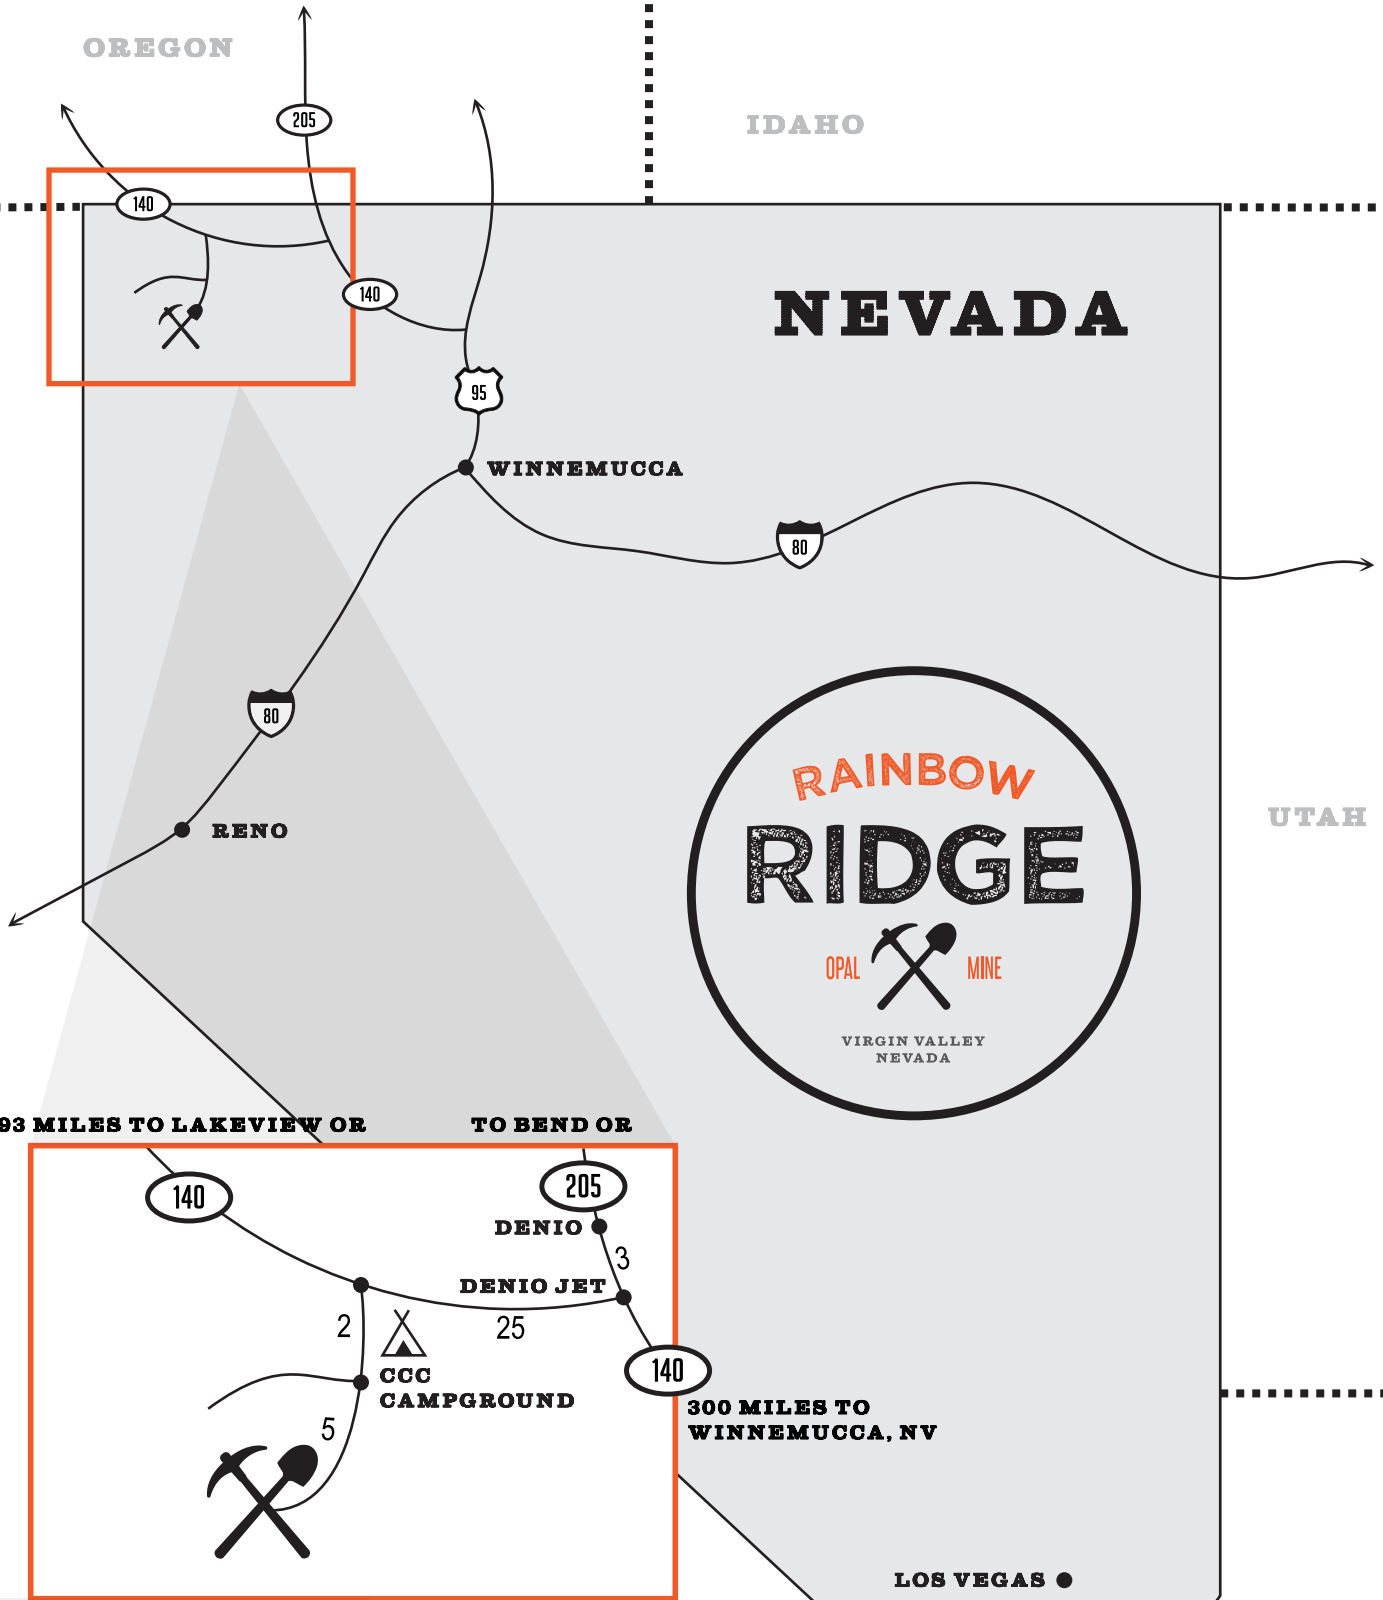 OREGON
205
IDAHO
140
140
NEVADA
95
WINNEMUCCA
80
80
RAINBOW
RIDGE
OPAL MINE
VIRGIN VALLEY
NEVADA
RENO
UTAH
93 MILES TO LAKEVIEW OR
TO BEND OR
140
205
DENIO
3
DENIO JET
2
25
CCC
CAMPGROUND
140
5
300 MILES TO
WINNEMUCCA, NV
LOS VEGAS